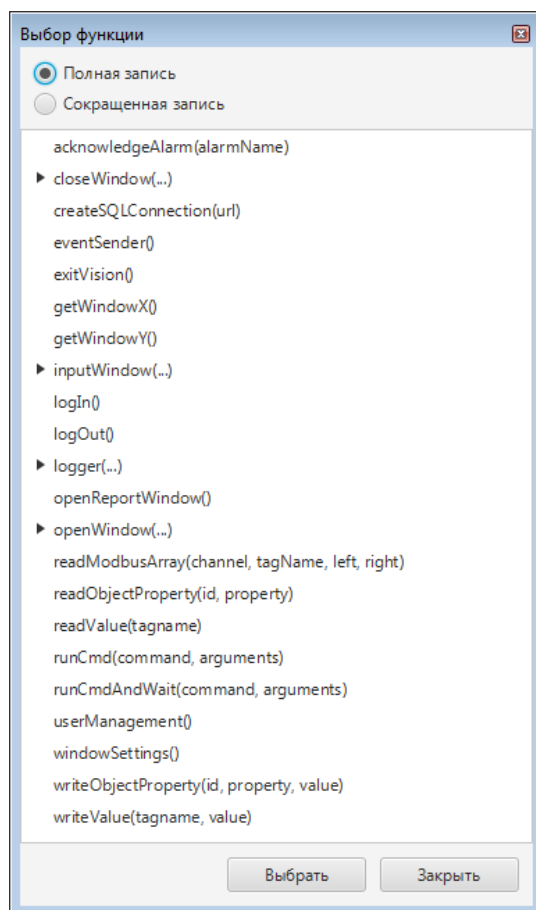 Выбор функции
Полная запись
Сокращенная запись
acknowledgeAlarm(alarmName)
closeWindow(...)
createSQLConnection(url)
eventSender()
exitVision()
getWindowX()
getWindowY()
inputWindow(...)
logIn()
logOut()
logger(...)
openReportWindow()
openWindow(...)
readModbusArray(channel, tagName, left, right)
readObjectProperty(id, property)
readValue(tagname)
runCmd(command, arguments)
runCmdAndWait(command, arguments)
userManagement()
windowSettings()
writeObjectProperty(id, property, value)
writeValue(tagname, value)
Выбрать Закрыть